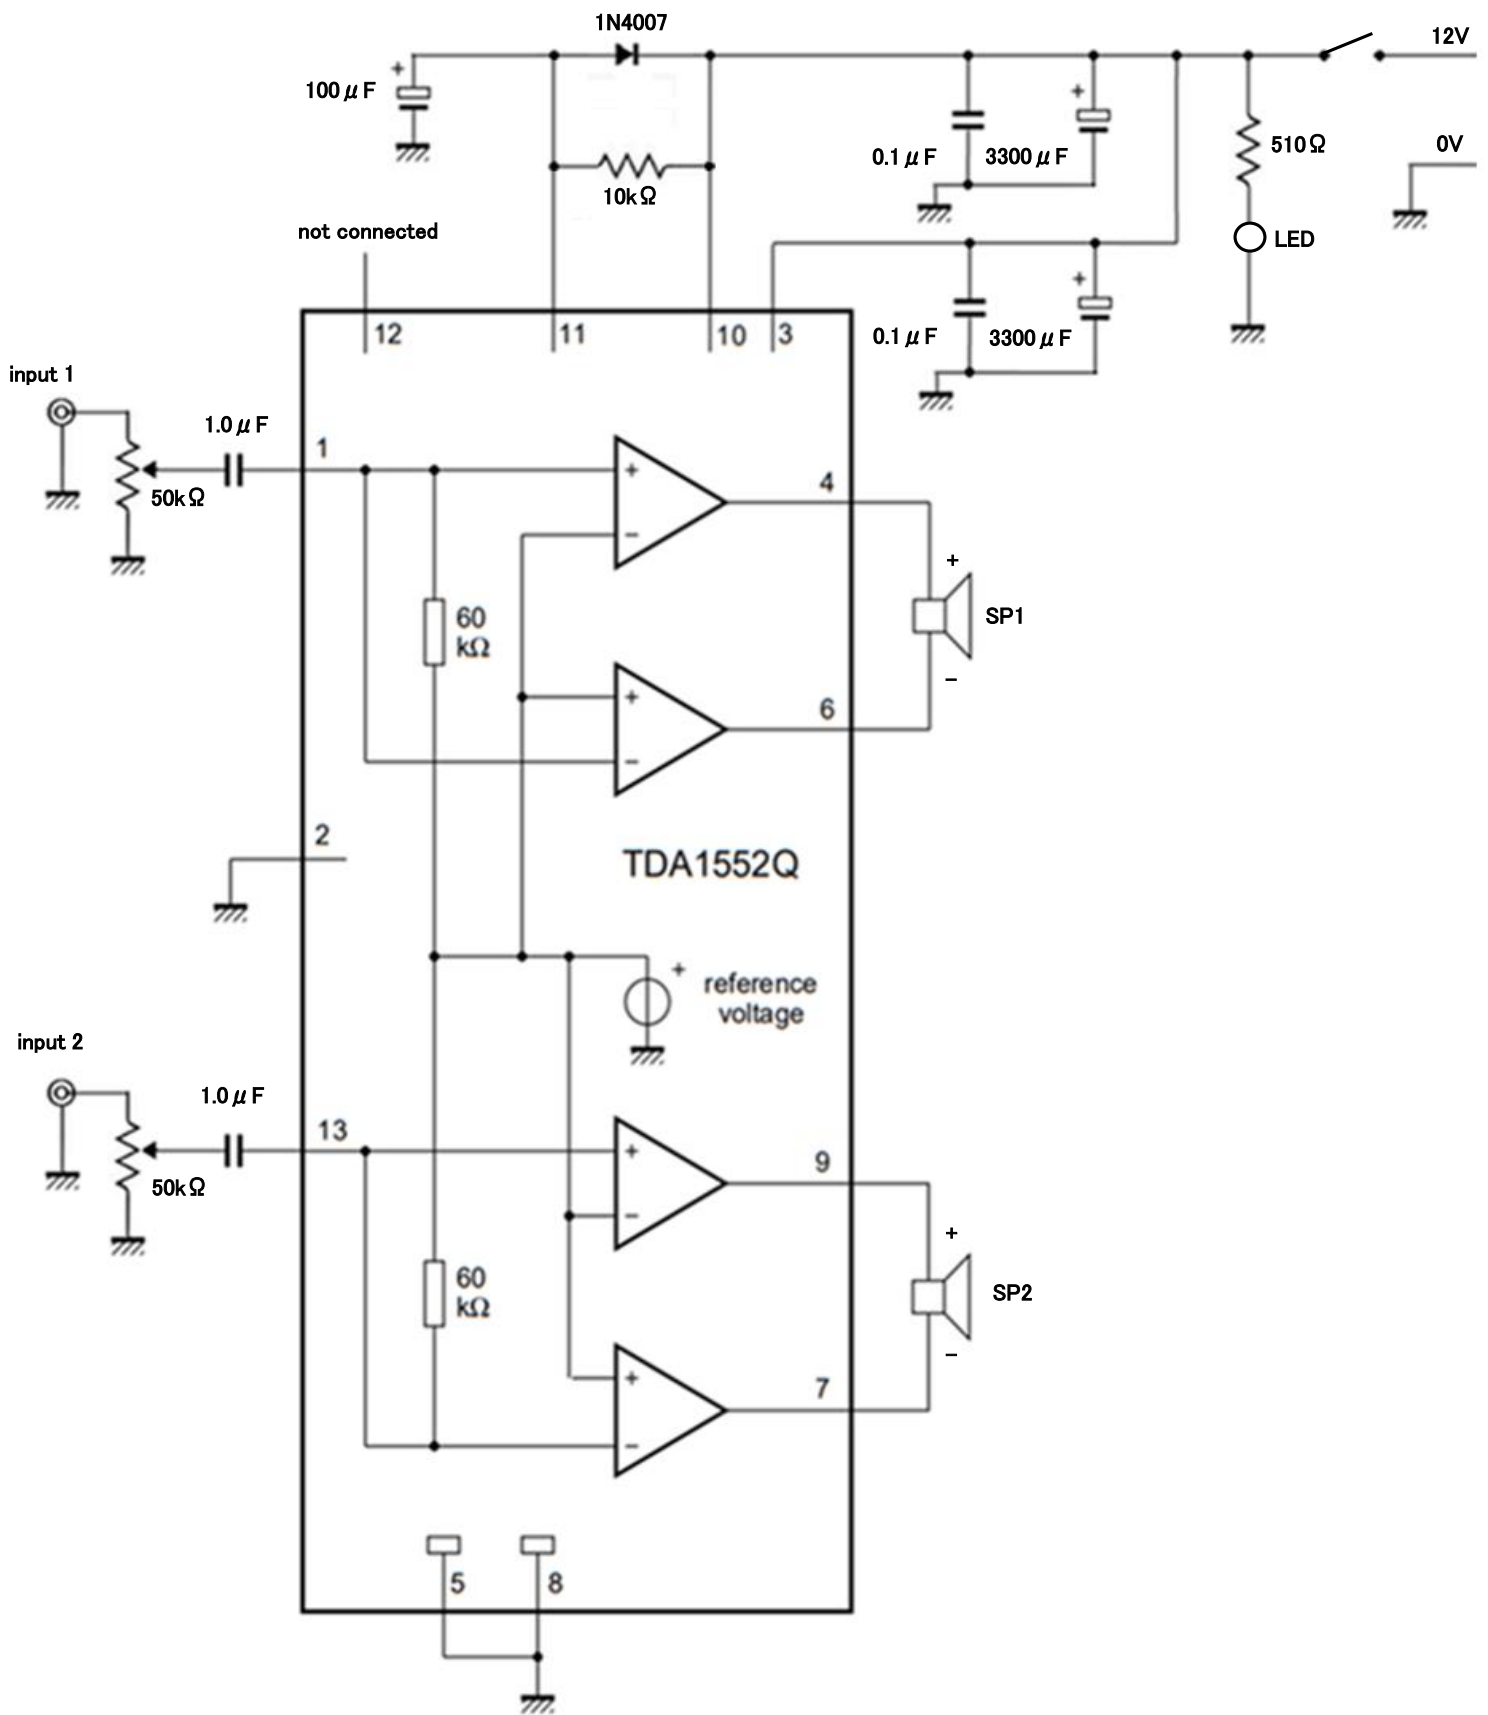 1N4007
12V
+
100μF
+
0.1μF
3300μF
510Ω
0V
10kΩ
not connected
LED
+
12
11
10
3
0.1μF
3300μF
input 1
1.0μF
1
50kΩ
+
−
4
+
SP1
−
60
kΩ
+
−
6
2
TDA1552Q
+
reference
voltage
input 2
1.0μF
13
50kΩ
+
−
9
+
SP2
−
60
kΩ
+
−
7
5
8